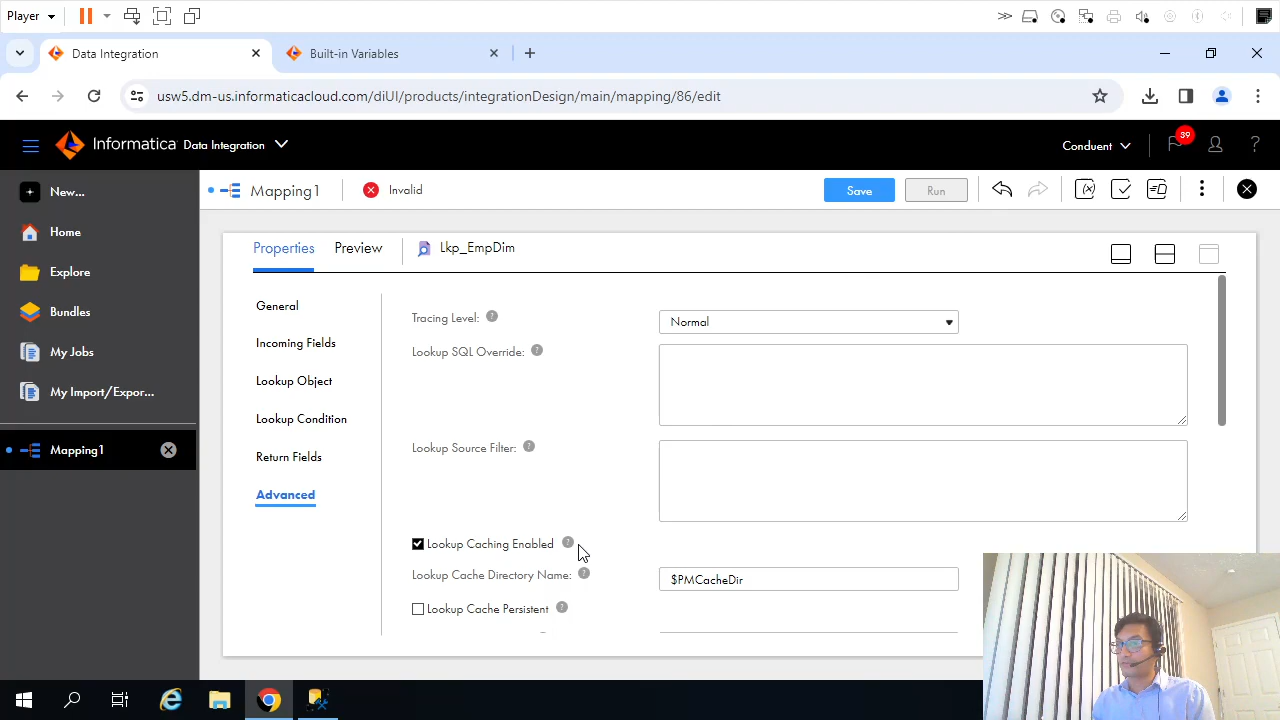 Player
Data Integration
Built-in Variables
usw5.dm-us.informaticacloud.com/diUI/products/integrationDesign/main/mapping/86/edit
Informatica Data Integration
Conduent
39
New...
Home
Explore
Bundles
My Jobs
My Import/Expor...
Mapping1
Mapping1
Invalid
Save
Run
Properties
Preview
Lkp_EmpDim
General
Incoming Fields
Lookup Object
Lookup Condition
Return Fields
Advanced
Tracing Level: ?
Normal
Lookup SQL Override: ?
Lookup Source Filter: ?
Lookup Caching Enabled ?
Lookup Cache Directory Name: ?
$PMCacheDir
Lookup Cache Persistent ?